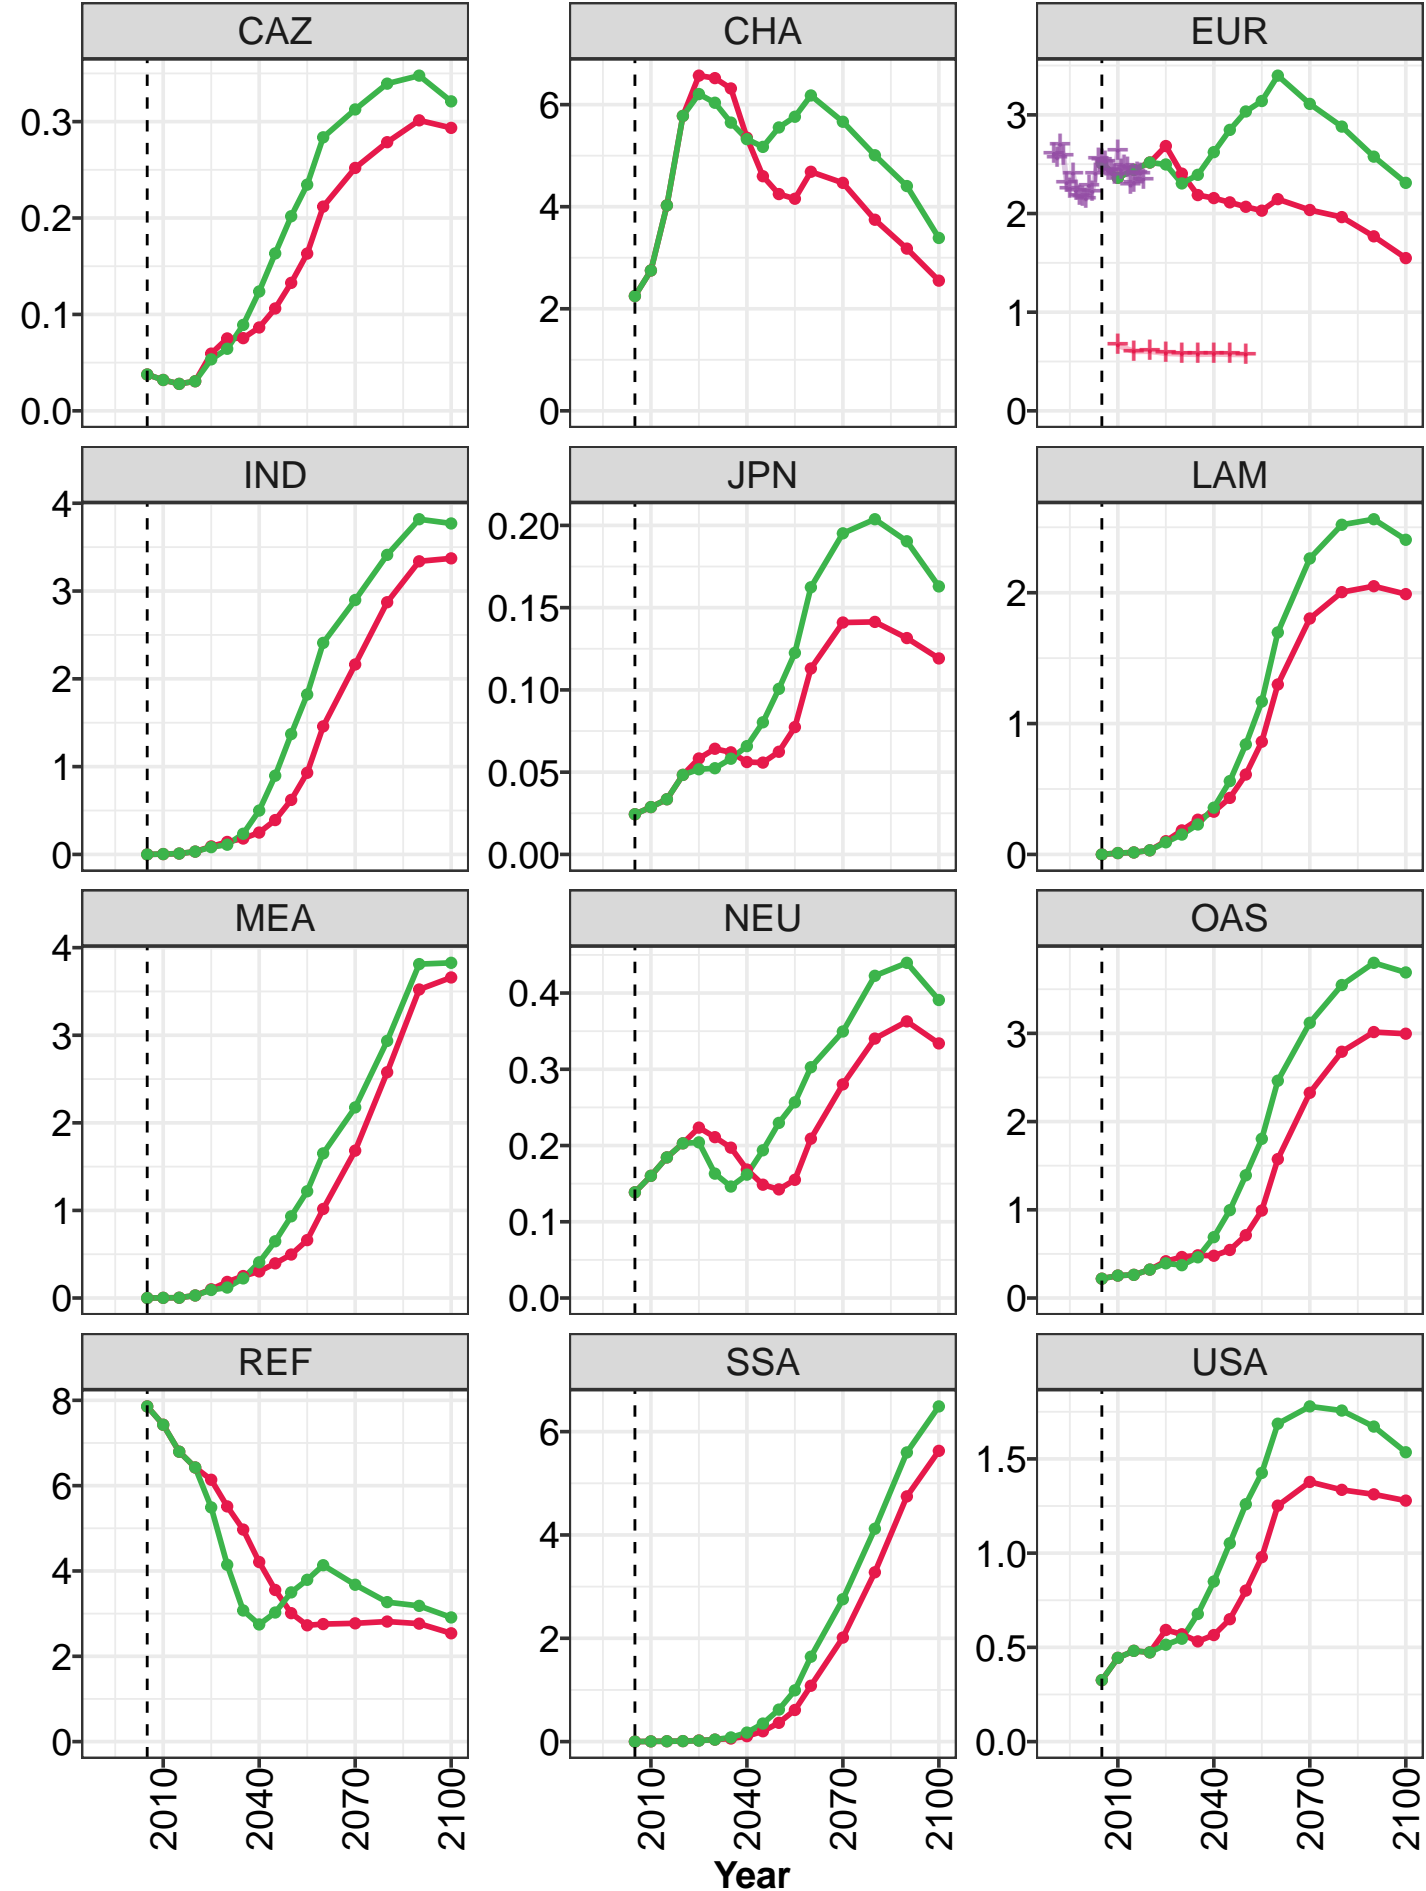 CAZ CHA EUR
0.3 6 3
0.2 4 2
0.1 2 1
0.0 0 0
IND JPN LAM
4 0.20
3 0.15 2
2 0.10 1
1 0.05
0 0.00 0
MEA NEU OAS
4 0.4
3 0.3 3
2 0.2 2
1 0.1 1
0 0.0 0
REF SSA USA
8 6 1.5
6 4 1.0
4 2 0.5
2
0 0 0.0
2010 2040 2070 2100 2010 2040 2070 2100 2010 2040 2070 2100
Year